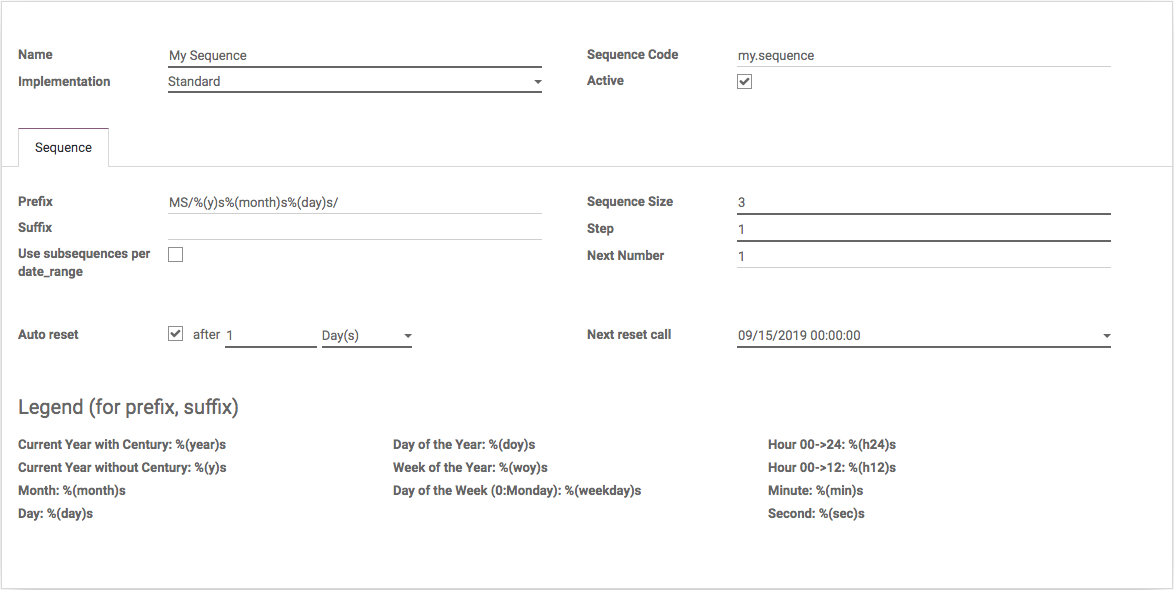 Name My Sequence Sequence Code my.sequence
Implementation Standard Active
Sequence
Prefix MS/%(y)s%(month)s%(day)s/ Sequence Size 3
Suffix Step 1
Use subsequences per Next Number 1
date_range
Auto reset after 1 Day(s) Next reset call 09/15/2019 00:00:00
Legend (for prefix, suffix)
Current Year with Century: %(year)s Day of the Year: %(doy)s Hour 00->24: %(h24)s
Current Year without Century: %(y)s Week of the Year: %(woy)s Hour 00->12: %(h12)s
Month: %(month)s Day of the Week (0:Monday): %(weekday)s Minute: %(min)s
Day: %(day)s Second: %(sec)s